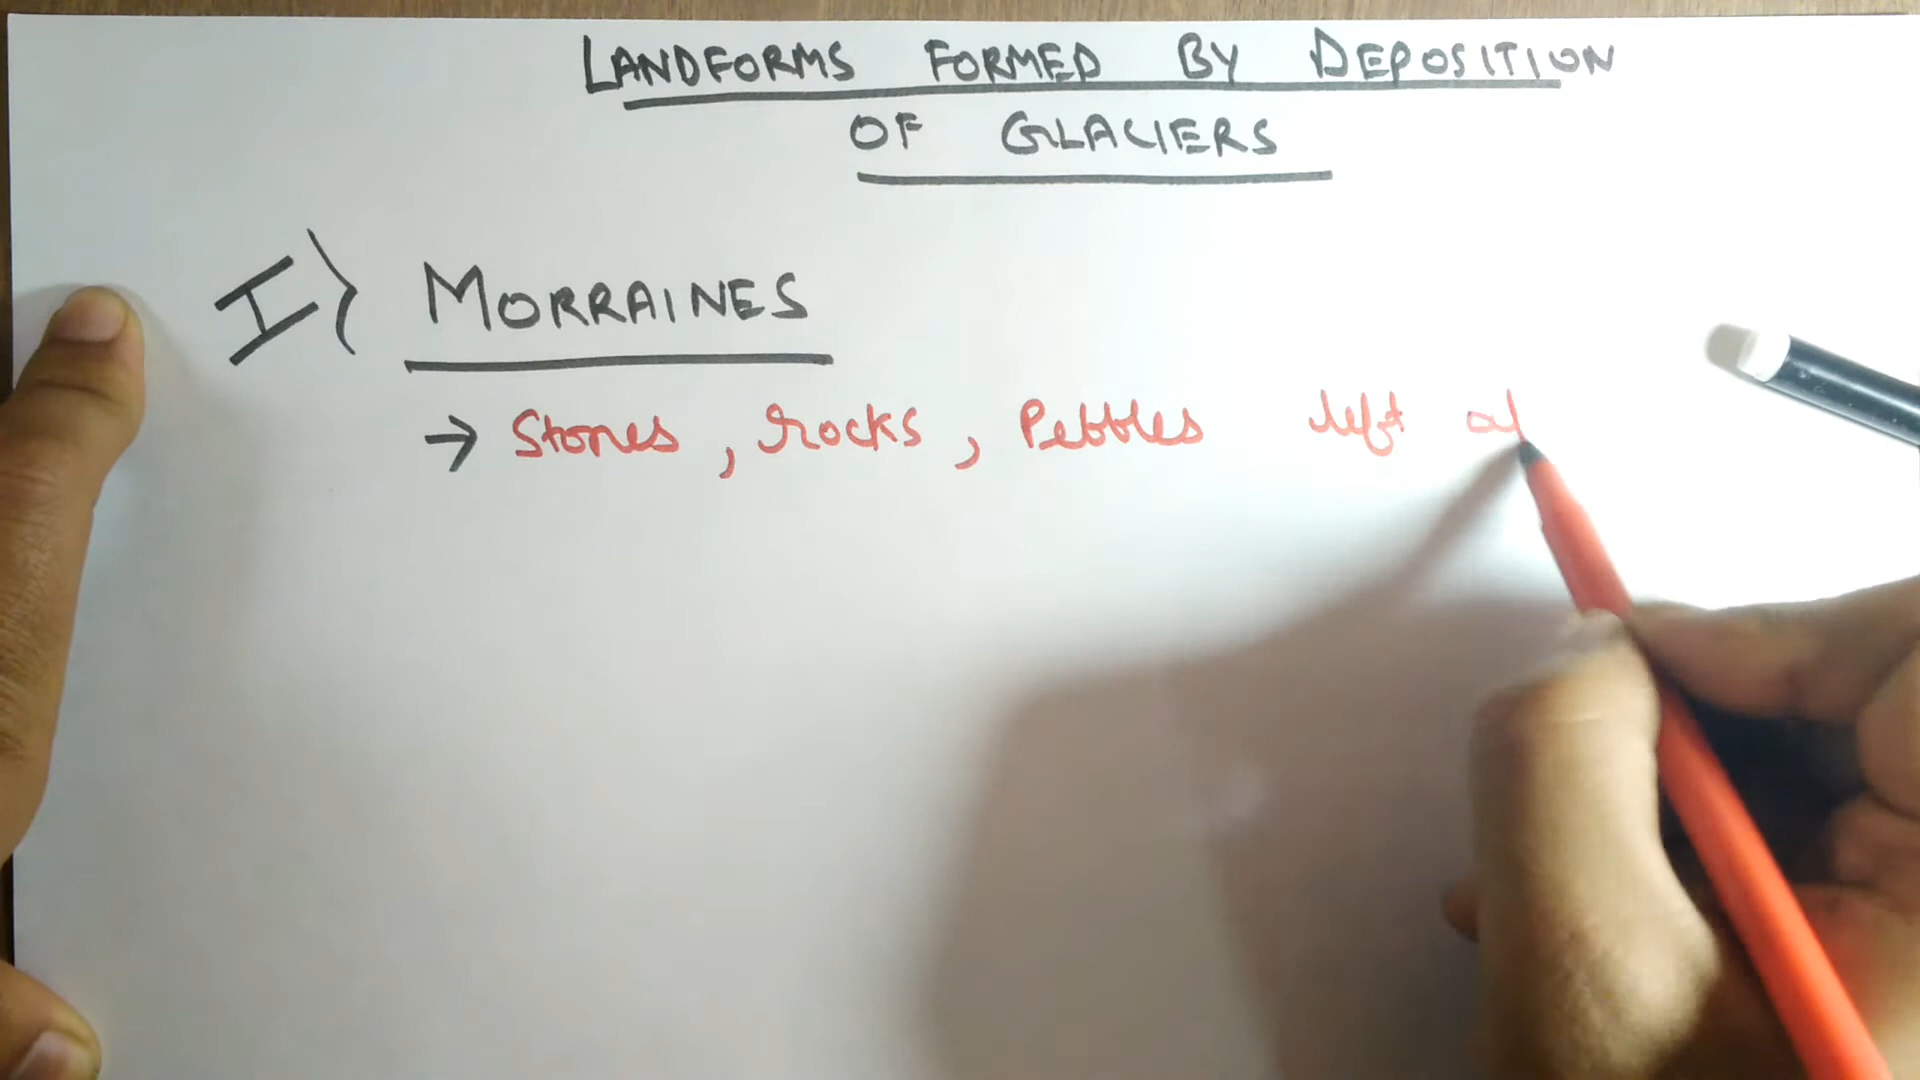 LANDFORMS FORMED BY DEPOSITION
OF GLACIERS
I) MORRAINES
→ Stones, rocks, Pebbles left